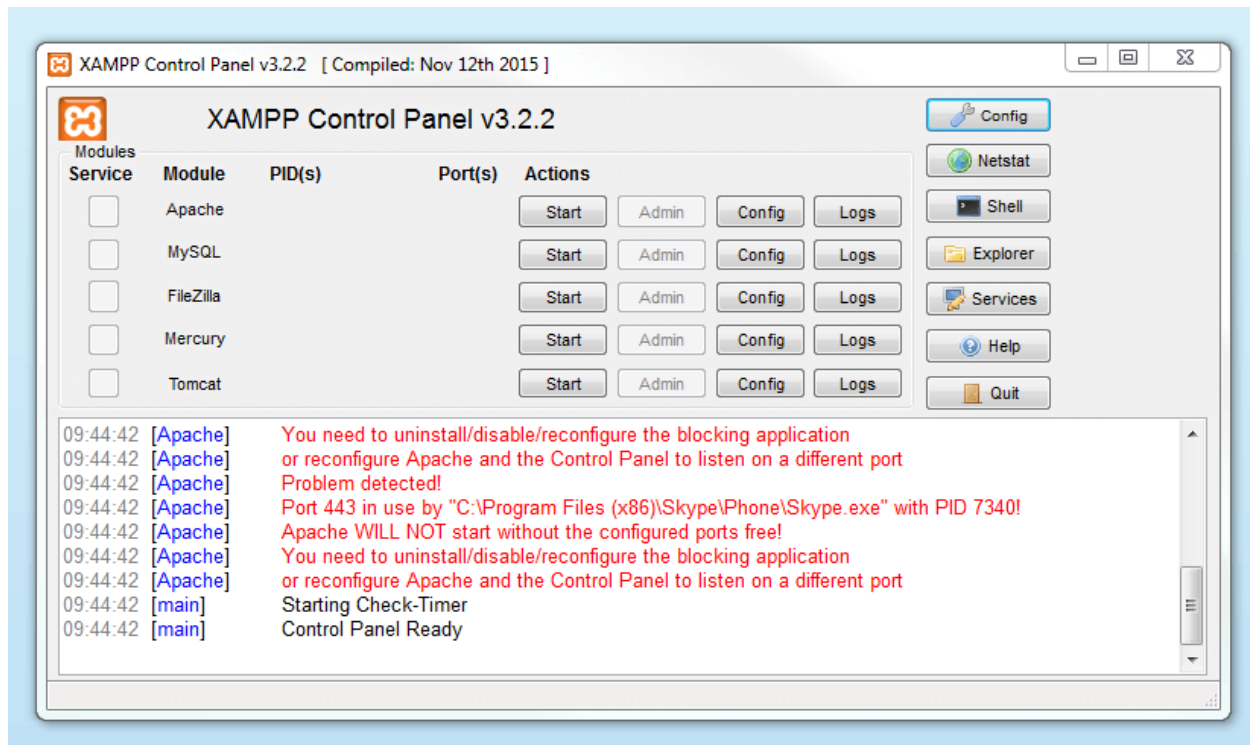 XAMPP Control Panel v3.2.2 [ Compiled: Nov 12th 2015 ]
XAMPP Control Panel v3.2.2
Config
Modules
Service Module PID(s) Port(s) Actions
Netstat
Apache Start Admin Config Logs
Shell
MySQL Start Admin Config Logs
Explorer
FileZilla Start Admin Config Logs
Services
Mercury Start Admin Config Logs
Help
Tomcat Start Admin Config Logs
Quit
09:44:42 [Apache] You need to uninstall/disable/reconfigure the blocking application
09:44:42 [Apache] or reconfigure Apache and the Control Panel to listen on a different port
09:44:42 [Apache] Problem detected!
09:44:42 [Apache] Port 443 in use by "C:\Program Files (x86)\Skype\Phone\Skype.exe" with PID 7340!
09:44:42 [Apache] Apache WILL NOT start without the configured ports free!
09:44:42 [Apache] You need to uninstall/disable/reconfigure the blocking application
09:44:42 [Apache] or reconfigure Apache and the Control Panel to listen on a different port
09:44:42 [main] Starting Check-Timer
09:44:42 [main] Control Panel Ready